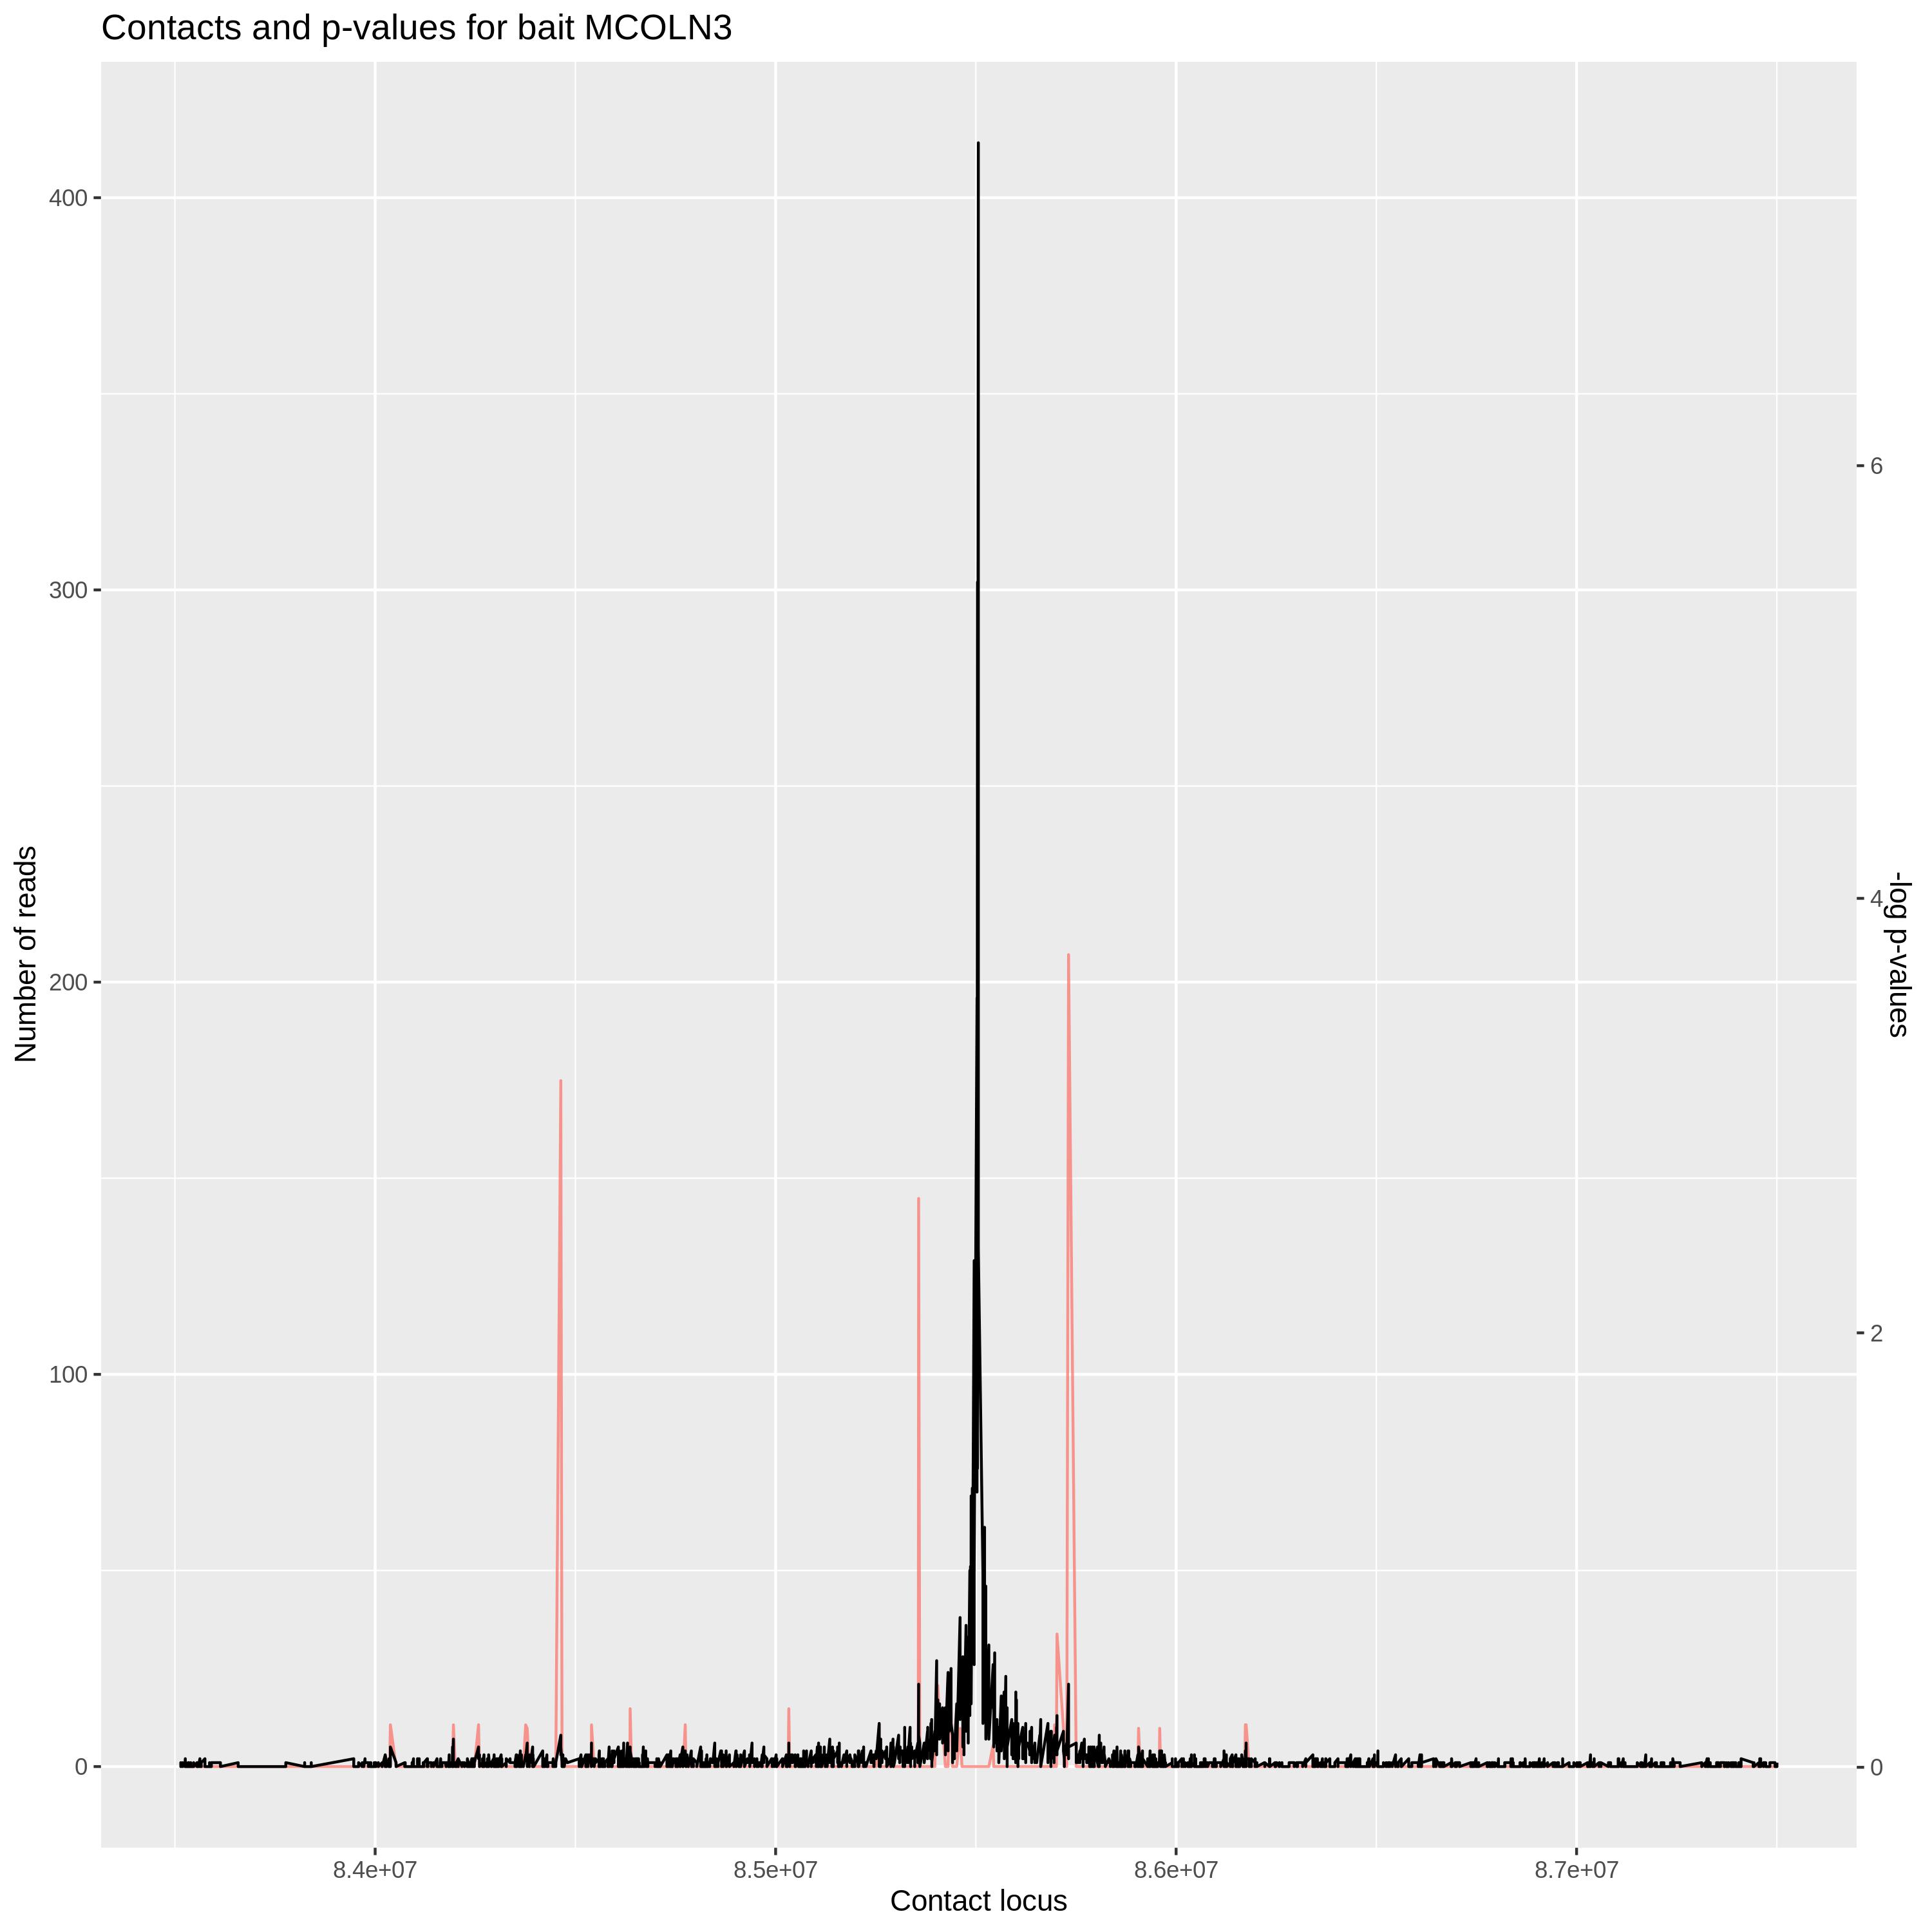 Contacts and p-values for bait MCOLN3
400
300
200
100
0
Number of reads
6
4
2
0
-log p-values
8.4e+07
8.5e+07
8.6e+07
8.7e+07
Contact locus